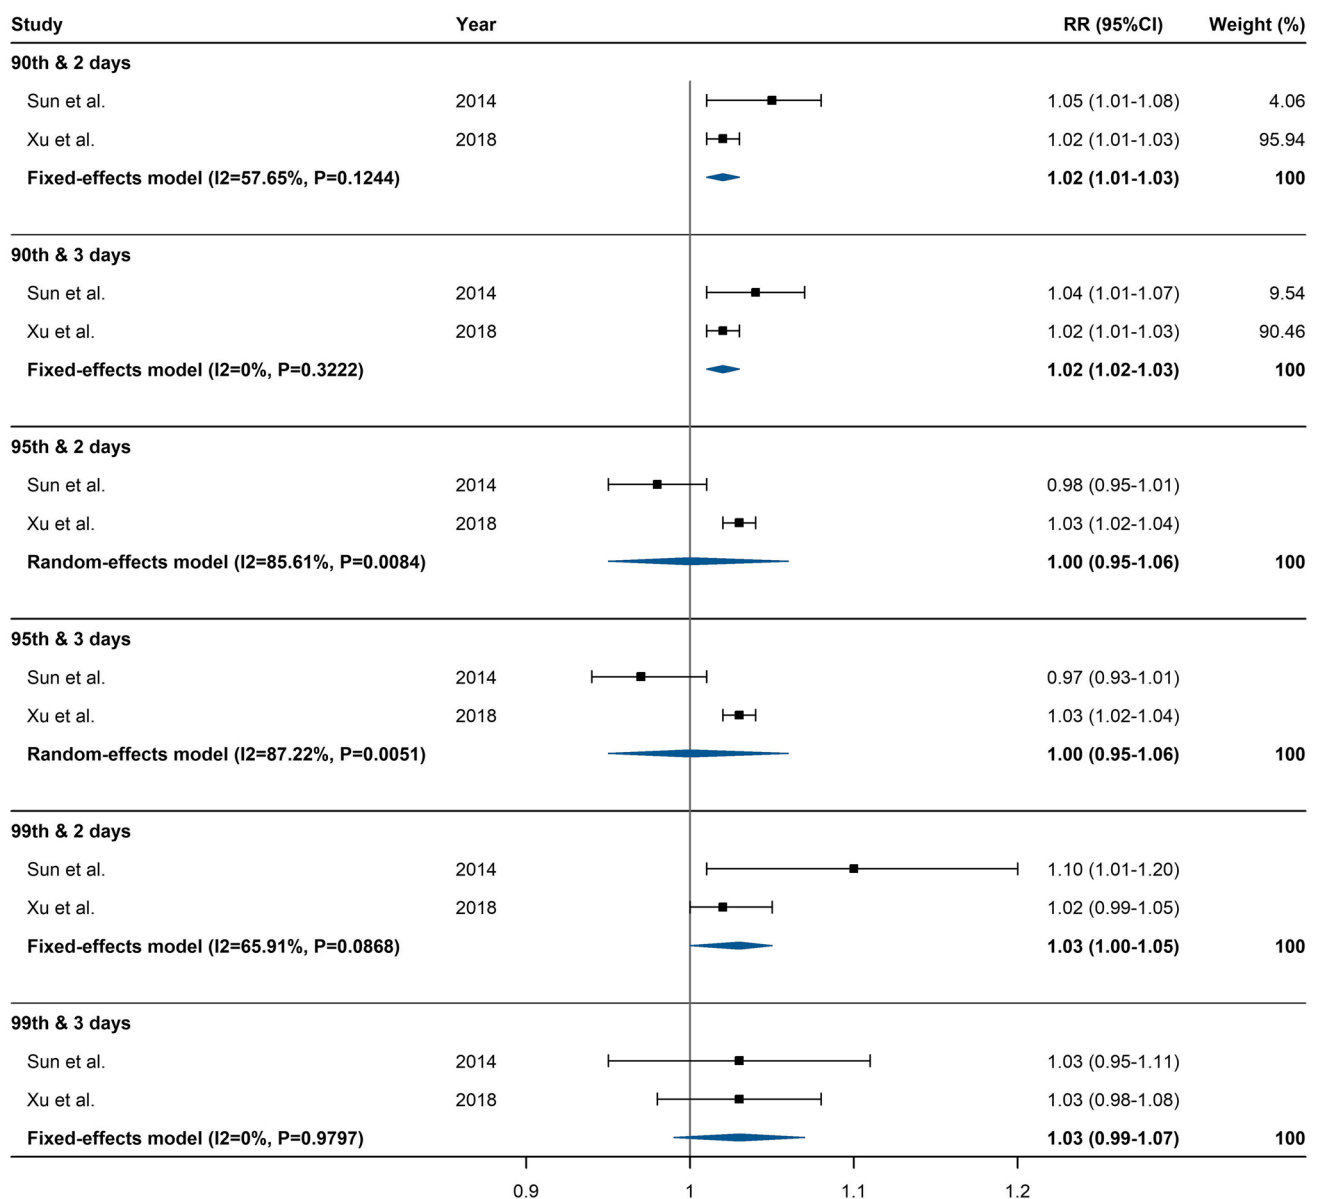 Study Year RR (95%CI) Weight (%)
90th & 2 days
Sun et al. 2014 1.05 (1.01-1.08) 4.06
Xu et al. 2018 1.02 (1.01-1.03) 95.94
Fixed-effects model (I2=57.65%, P=0.1244) 1.02 (1.01-1.03) 100
90th & 3 days
Sun et al. 2014 1.04 (1.01-1.07) 9.54
Xu et al. 2018 1.02 (1.01-1.03) 90.46
Fixed-effects model (I2=0%, P=0.3222) 1.02 (1.02-1.03) 100
95th & 2 days
Sun et al. 2014 0.98 (0.95-1.01)
Xu et al. 2018 1.03 (1.02-1.04)
Random-effects model (I2=85.61%, P=0.0084) 1.00 (0.95-1.06) 100
95th & 3 days
Sun et al. 2014 0.97 (0.93-1.01)
Xu et al. 2018 1.03 (1.02-1.04)
Random-effects model (I2=87.22%, P=0.0051) 1.00 (0.95-1.06) 100
99th & 2 days
Sun et al. 2014 1.10 (1.01-1.20)
Xu et al. 2018 1.02 (0.99-1.05)
Fixed-effects model (I2=65.91%, P=0.0868) 1.03 (1.00-1.05) 100
99th & 3 days
Sun et al. 2014 1.03 (0.95-1.11)
Xu et al. 2018 1.03 (0.98-1.08)
Fixed-effects model (I2=0%, P=0.9797) 1.03 (0.99-1.07) 100
0.9 1 1.1 1.2